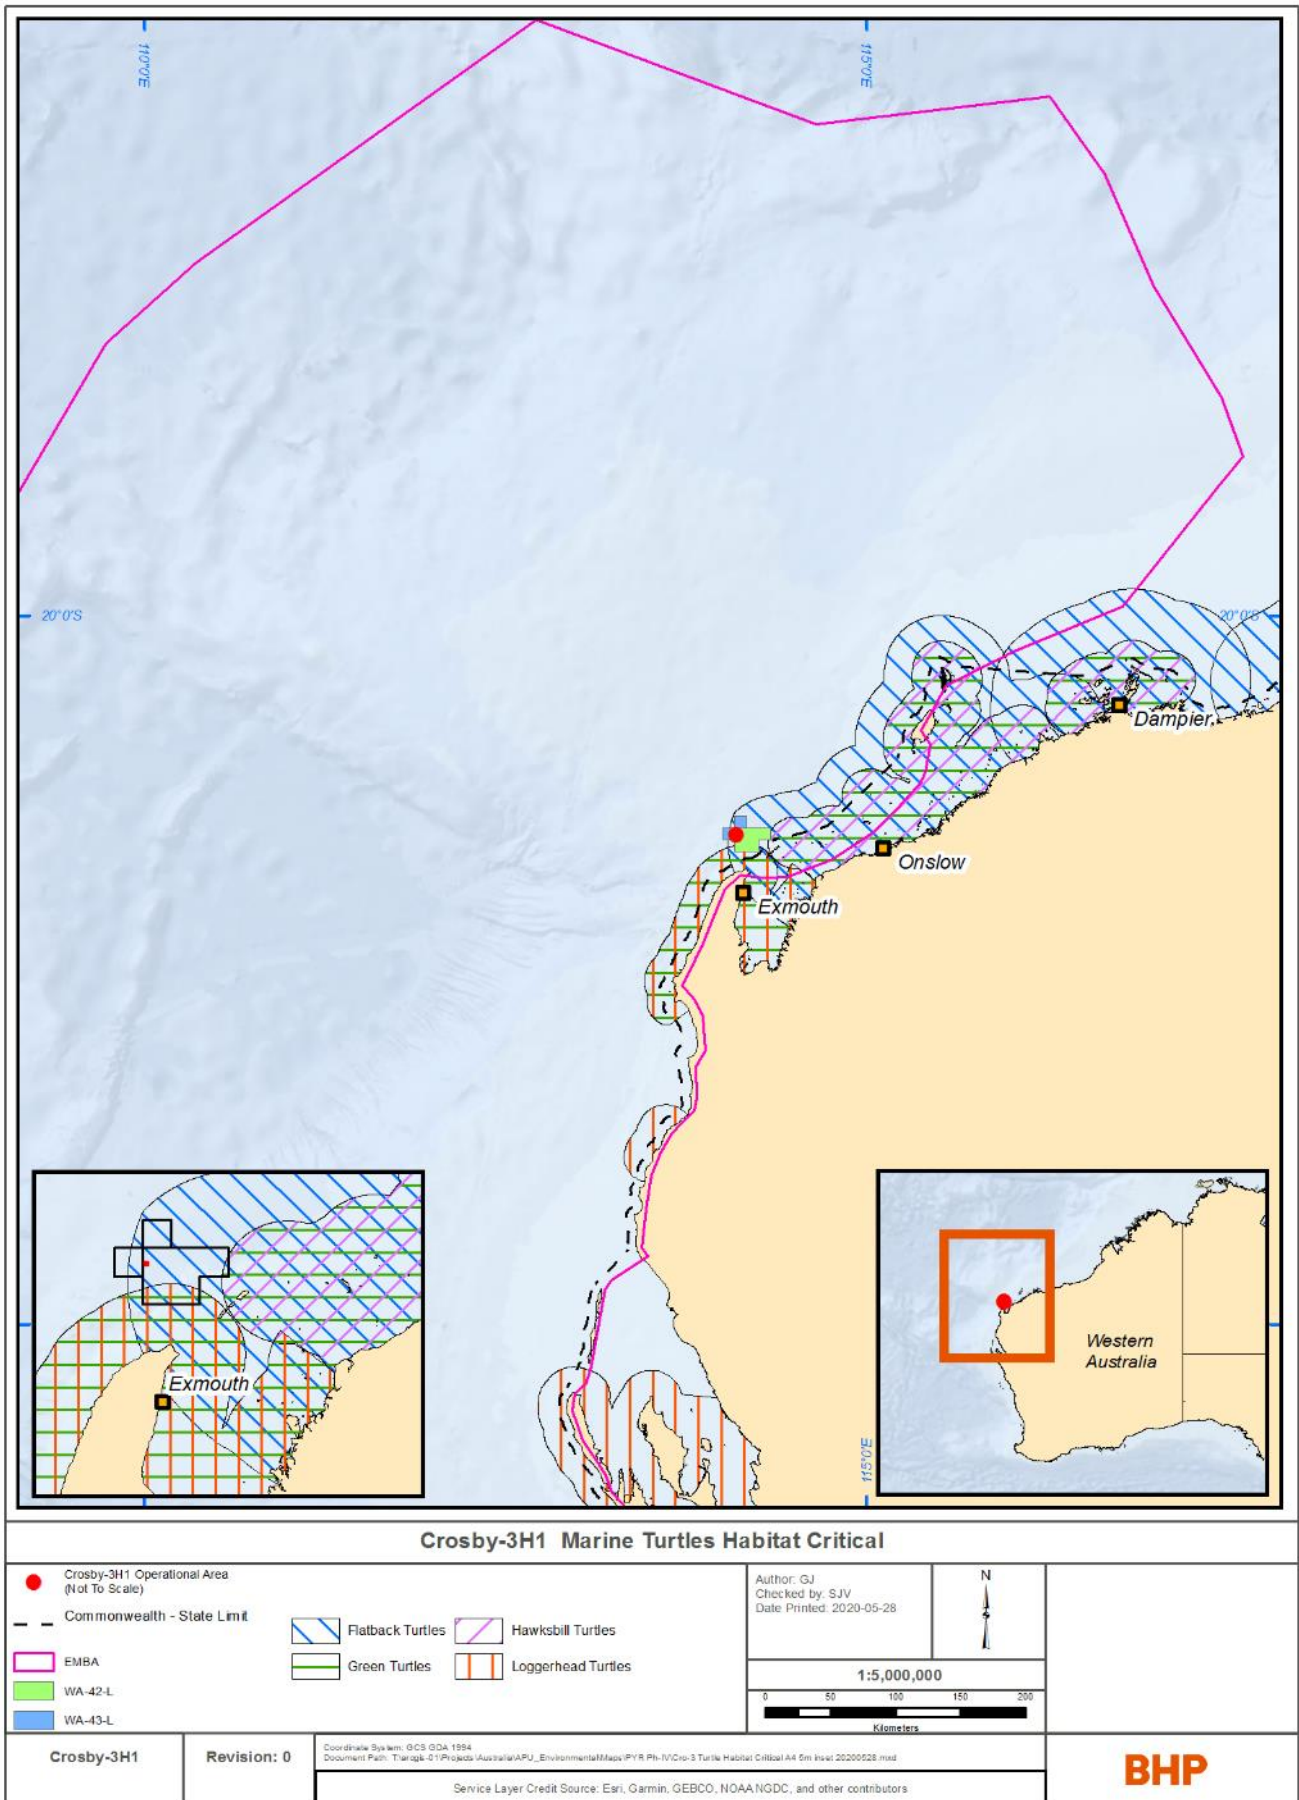 110°0'E
115°0'E
20°0'S
20°0'S
Dampier
Onslow
Exmouth
Exmouth
115°0'E
Western
Australia
Crosby-3H1 Marine Turtles Habitat Critical
Crosby-3H1 Operational Area
(Not To Scale)
Commonwealth - State Limit
EMBA
WA-42-L
WA-43-L
Flatback Turtles
Hawksbill Turtles
Green Turtles
Loggerhead Turtles
Author: GJ
Checked by: SJV
Date Printed: 2020-05-28
N
1:5,000,000
0 50 100 150 200
Kilometers
Crosby-3H1
Revision: 0
Coordinate System: GCS GDA 1994
Document Path:
Service Layer Credit Source: Esri, Garmin, GEBCO, NOAA NGDC, and other contributors
BHP